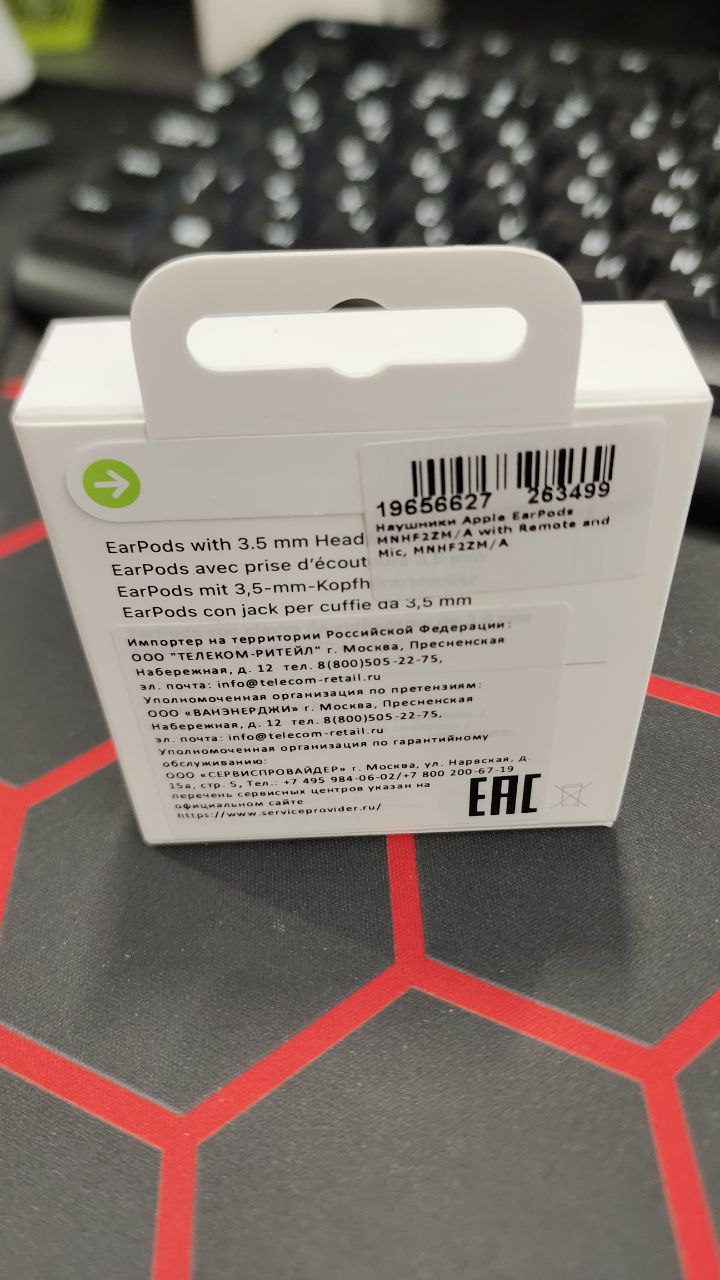 19656627 263499
Наушники Apple EarPods
MNHF2ZM/A with Remote and
Mic, MNHF2ZM/A
EarPods with 3.5 mm Head
EarPods avec prise d'écout
EarPods mit 3,5-mm-Kopfh
EarPods con jack per cuffie da 3,5 mm
Импортер на территории Российской Федерации:
ООО "ТЕЛЕКОМ-РИТЕЙЛ" г. Москва, Пресненская
Набережная, д. 12 тел. 8(800)505-22-75,
эл. почта: info@telecom-retail.ru
Уполномоченная организация по претензиям:
ООО «ВАНЭНЕРДЖИ» г. Москва, Пресненская
Набережная, д. 12 тел. 8(800)505-22-75,
эл. почта: info@telecom-retail.ru
Уполномоченная организация по гарантийному
обслуживанию:
ООО «СЕРВИСПРОВАЙДЕР» г. Москва, ул. Нарвская, д.
15а, стр. 5, Тел.: +7 495 984-06-02/+7 800 200-67-19
перечень сервисных центров указан на
официальном сайте
https://www.serviceprovider.ru/
EAC